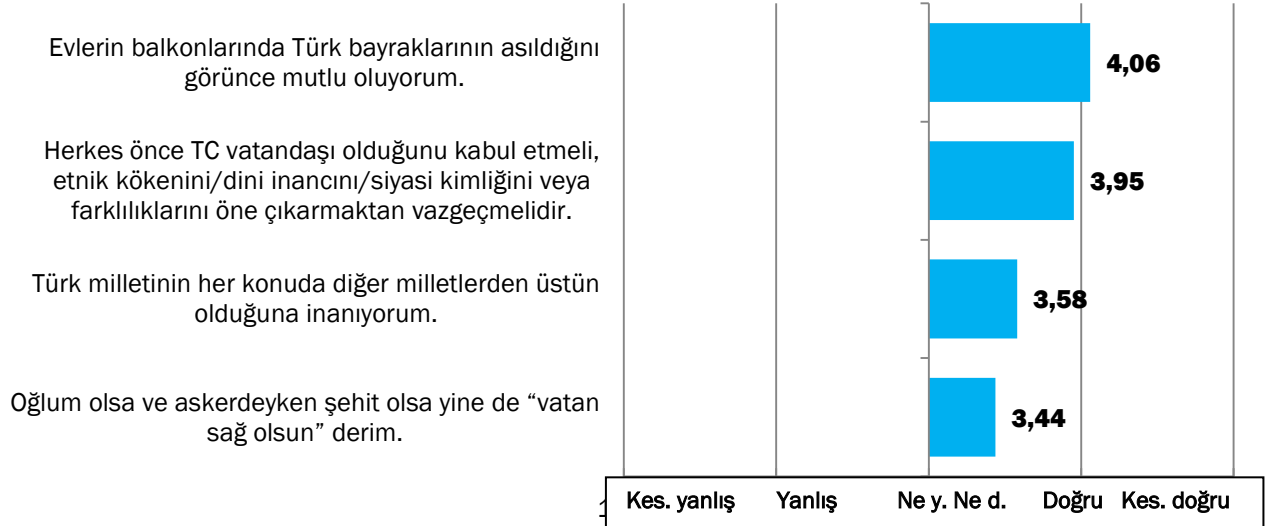 Evlerin balkonlarında Türk bayraklarının asıldığını
görünce mutlu oluyorum.
4,06
Herkes önce TC vatandaşı olduğunu kabul etmeli,
etnik kökenini/dini inancını/siyasi kimliğini veya
farklılıklarını öne çıkarmaktan vazgeçmelidir.
3,95
Türk milletinin her konuda diğer milletlerden üstün
olduğuna inanıyorum.
3,58
Oğlum olsa ve askerdeyken şehit olsa yine de “vatan
sağ olsun” derim.
3,44
Kes. yanlış Yanlış Ne y. Ne d. Doğru Kes. doğru